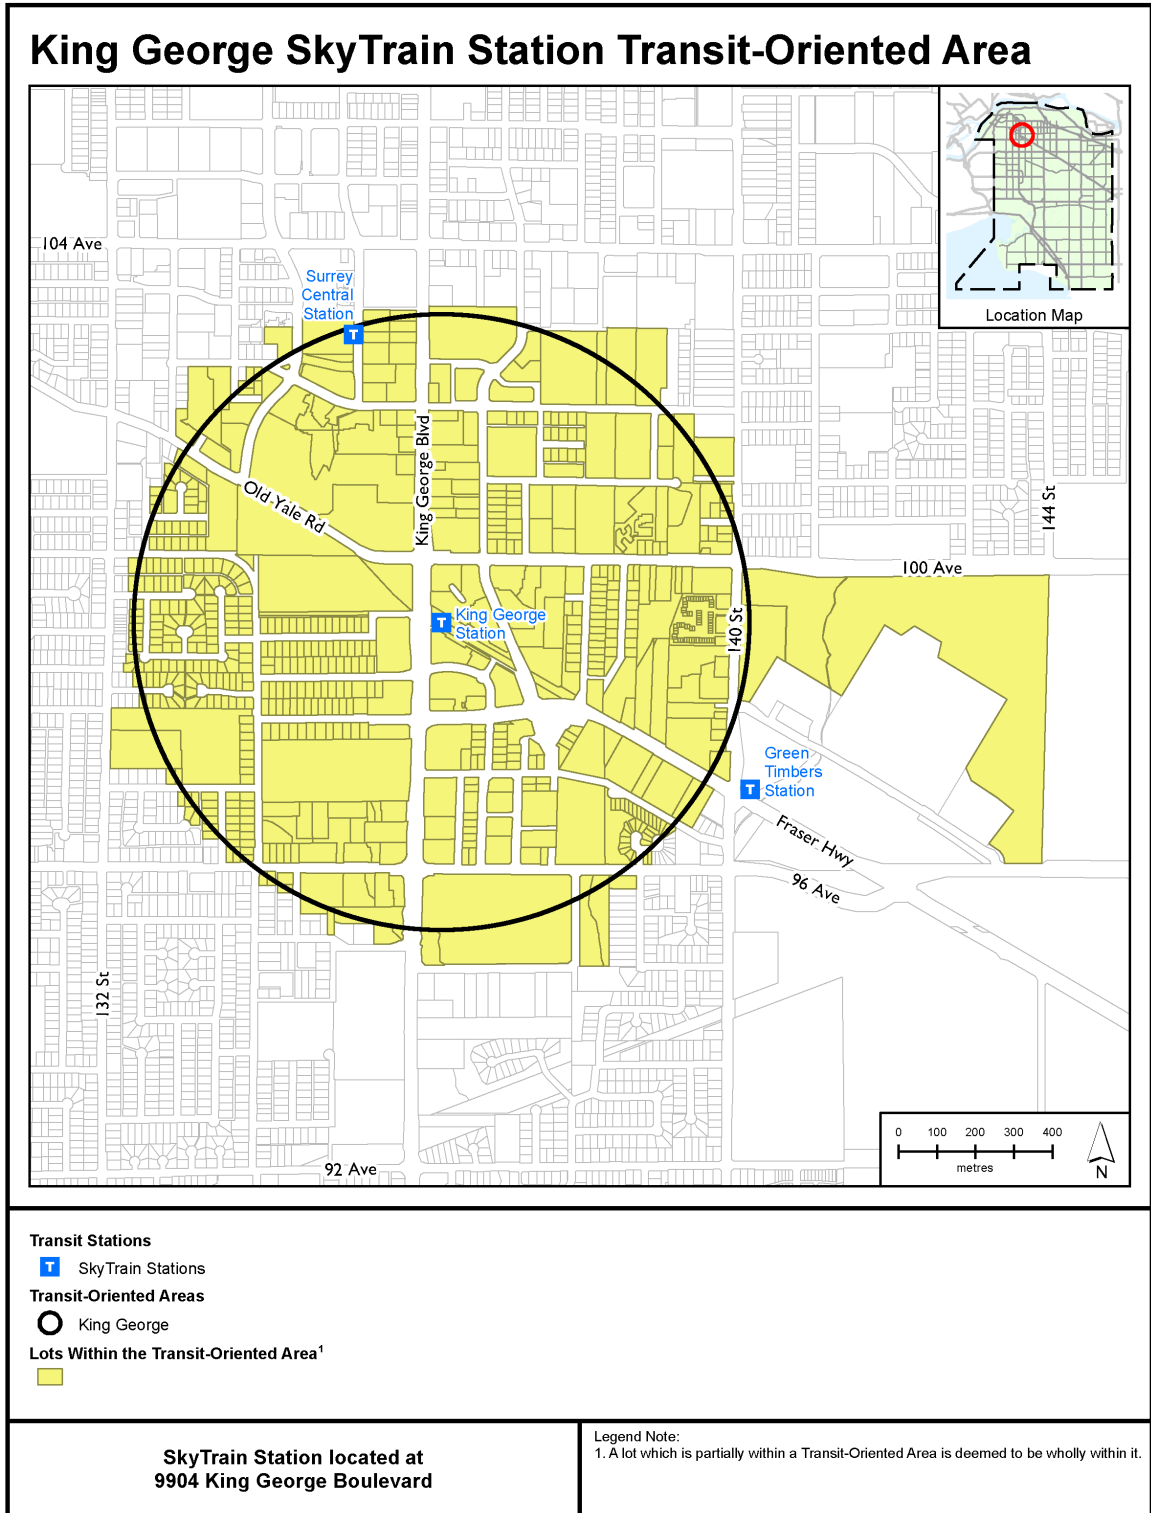 King George SkyTrain Station Transit-Oriented Area
Location Map
104 Ave
Surrey
Central
Station
King George Blvd
Old Yale Rd
144 St
100 Ave
King George
Station
140 St
Green
Timbers
Station
Fraser Hwy
96 Ave
132 St
92 Ave
0 100 200 300 400
metres
N
Transit Stations
T SkyTrain Stations
Transit-Oriented Areas
King George
Lots Within the Transit-Oriented Area1
SkyTrain Station located at
9904 King George Boulevard
Legend Note:
1. A lot which is partially within a Transit-Oriented Area is deemed to be wholly within it.